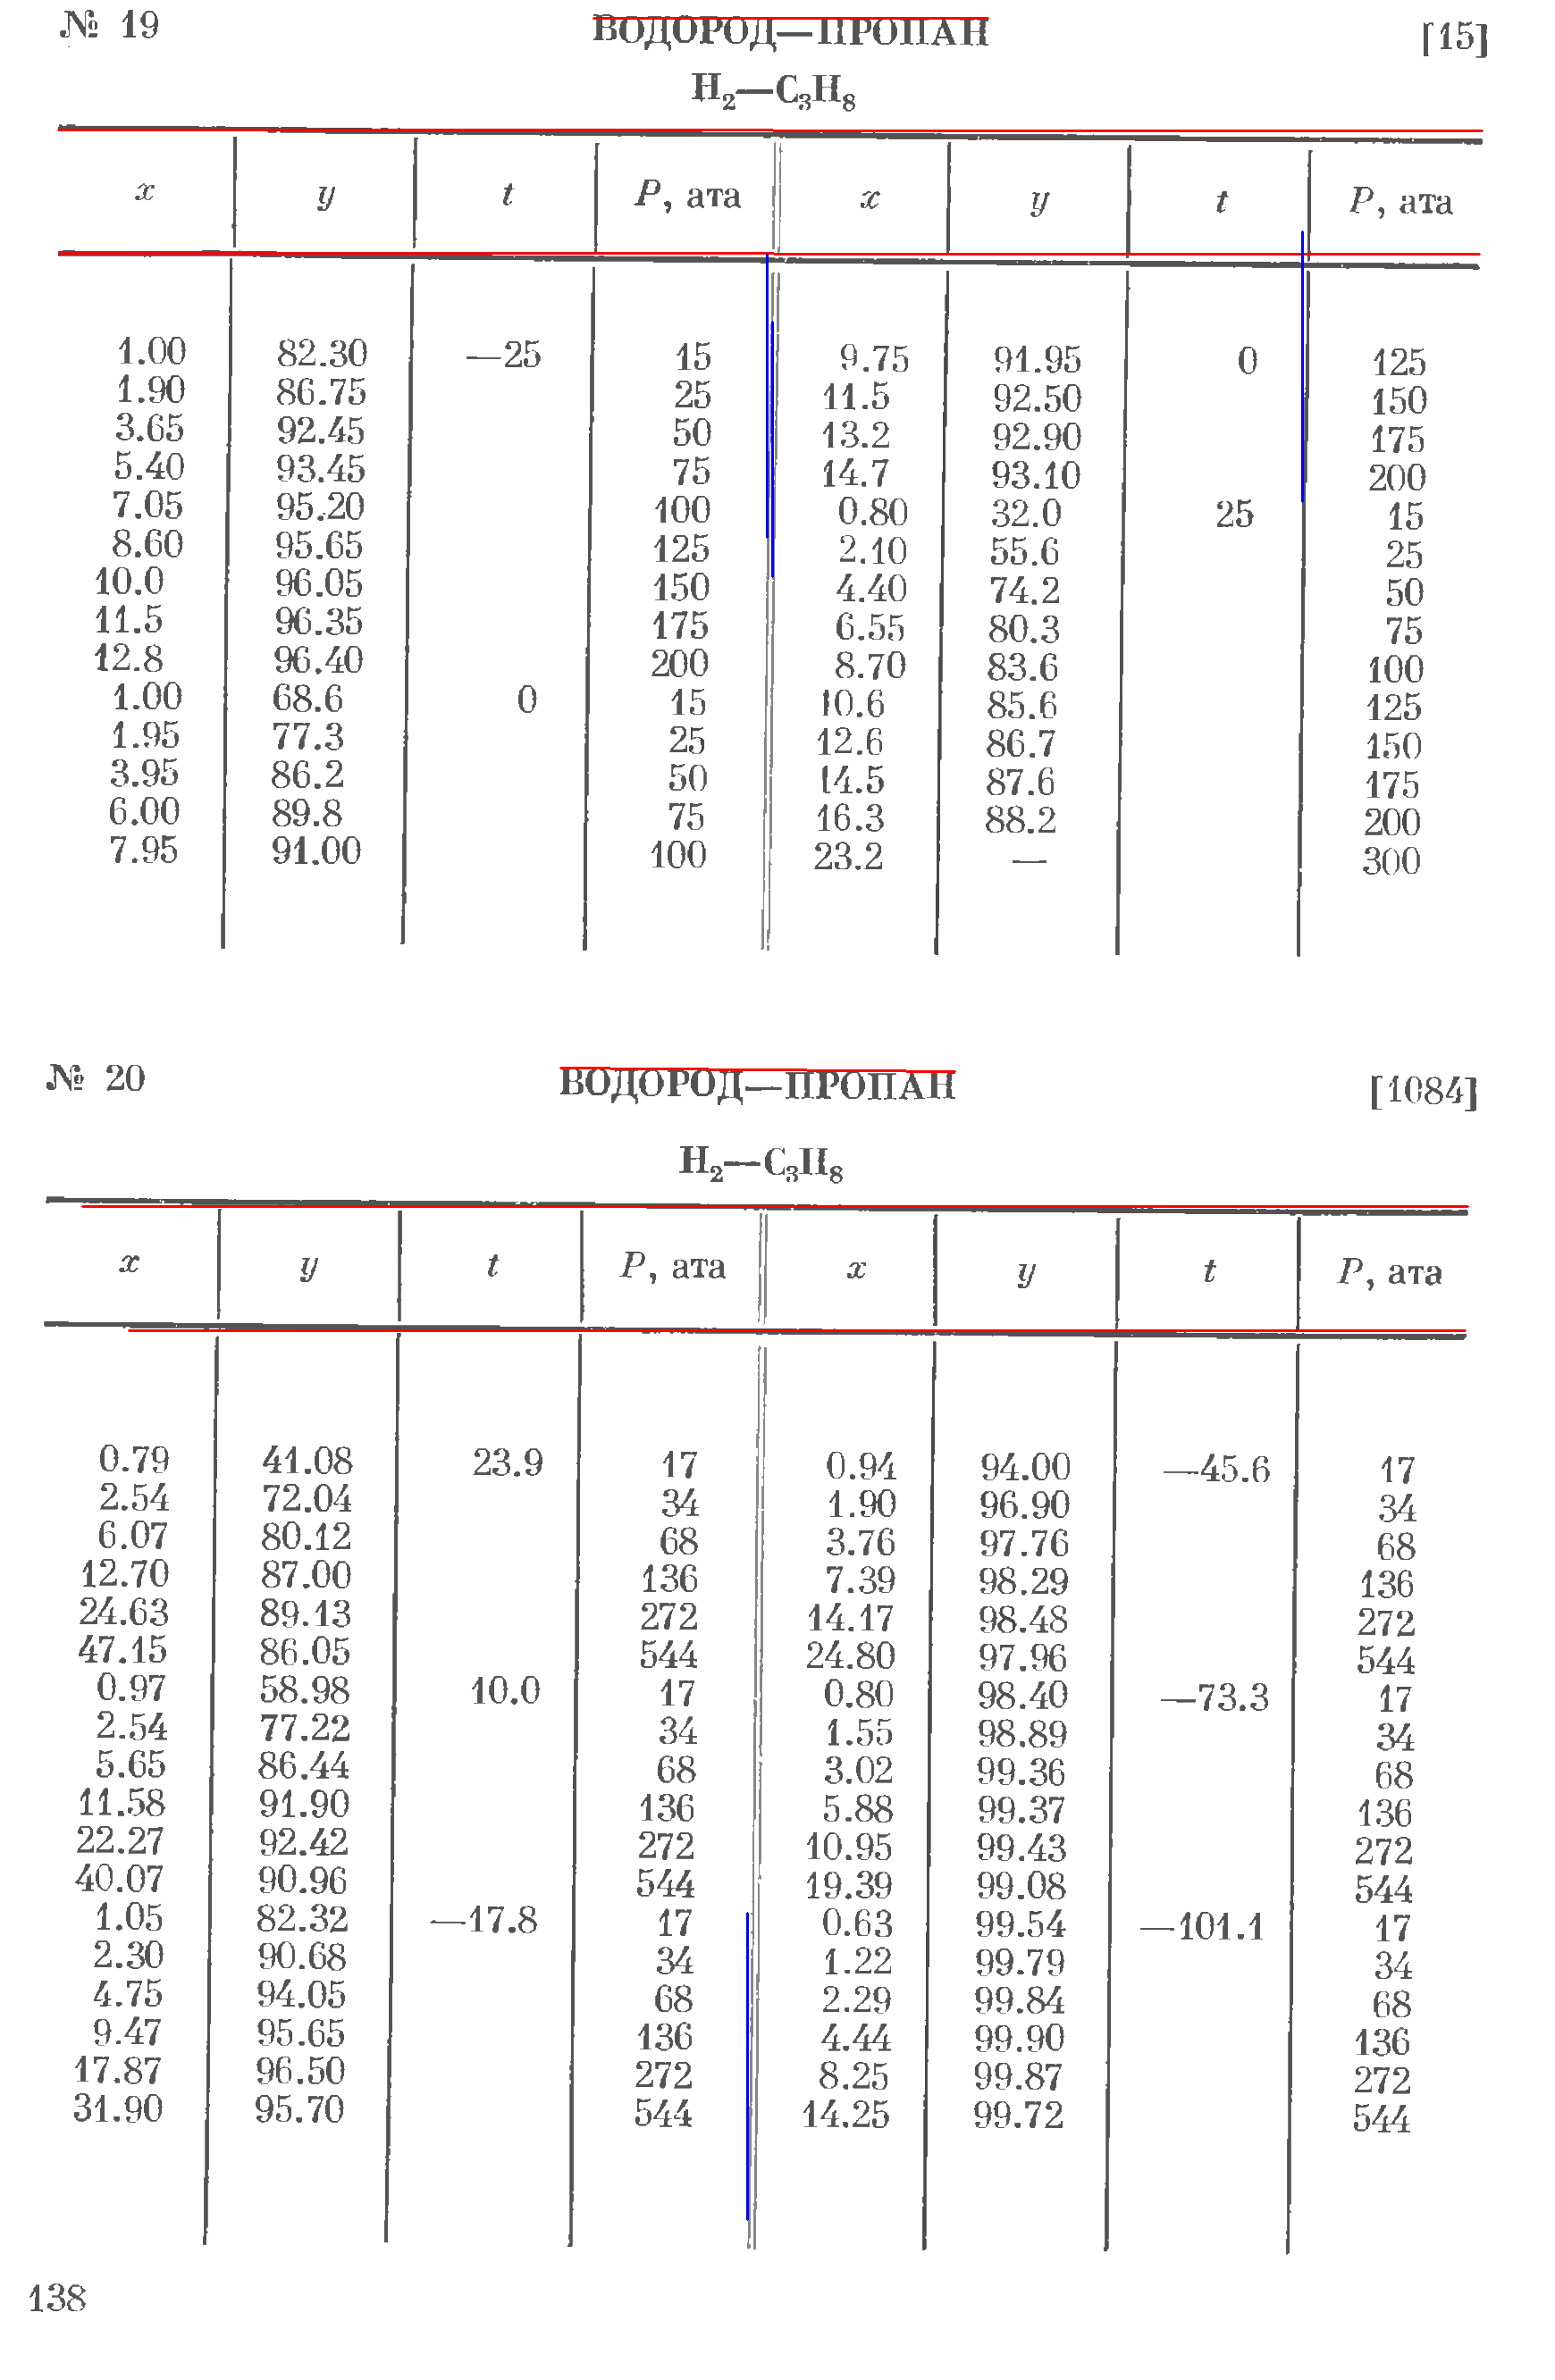 № 19 ВОДОРОД—ПРОПАН [15]
H₂—C₃H₈
x y t P, ата x y t P, ата
1.00 82.30 —25 15 9.75 91.95 0 125
1.90 86.75 25 11.5 92.50 150
3.65 92.45 50 13.2 92.90 175
5.40 93.45 75 14.7 93.10 200
7.05 95.20 100 0.80 32.0 25 15
8.60 95.65 125 2.10 55.6 25
10.0 96.05 150 4.40 74.2 50
11.5 96.35 175 6.55 80.3 75
12.8 96.40 200 8.70 83.6 100
1.00 68.6 0 15 10.6 85.6 125
1.95 77.3 25 12.6 86.7 150
3.95 86.2 50 14.5 87.6 175
6.00 89.8 75 16.3 88.2 200
7.95 91.00 100 23.2 — 300
№ 20 ВОДОРОД—ПРОПАН [1084]
H₂—C₃H₈
x y t P, ата x y t P, ата
0.79 41.08 23.9 17 0.94 94.00 —45.6 17
2.54 72.04 34 1.90 96.90 34
6.07 80.12 68 3.76 97.76 68
12.70 87.00 136 7.39 98.29 136
24.63 89.13 272 14.17 98.48 272
47.15 86.05 544 24.80 97.96 544
0.97 58.98 10.0 17 0.80 98.40 —73.3 17
2.54 77.22 34 1.55 98.89 34
5.65 86.44 68 3.02 99.36 68
11.58 91.90 136 5.88 99.37 136
22.27 92.42 272 10.95 99.43 272
40.07 90.96 544 19.39 99.08 544
1.05 82.32 —17.8 17 0.63 99.54 —101.1 17
2.30 90.68 34 1.22 99.79 34
4.75 94.05 68 2.29 99.84 68
9.47 95.65 136 4.44 99.90 136
17.87 96.50 272 8.25 99.87 272
31.90 95.70 544 14.25 99.72 544
138